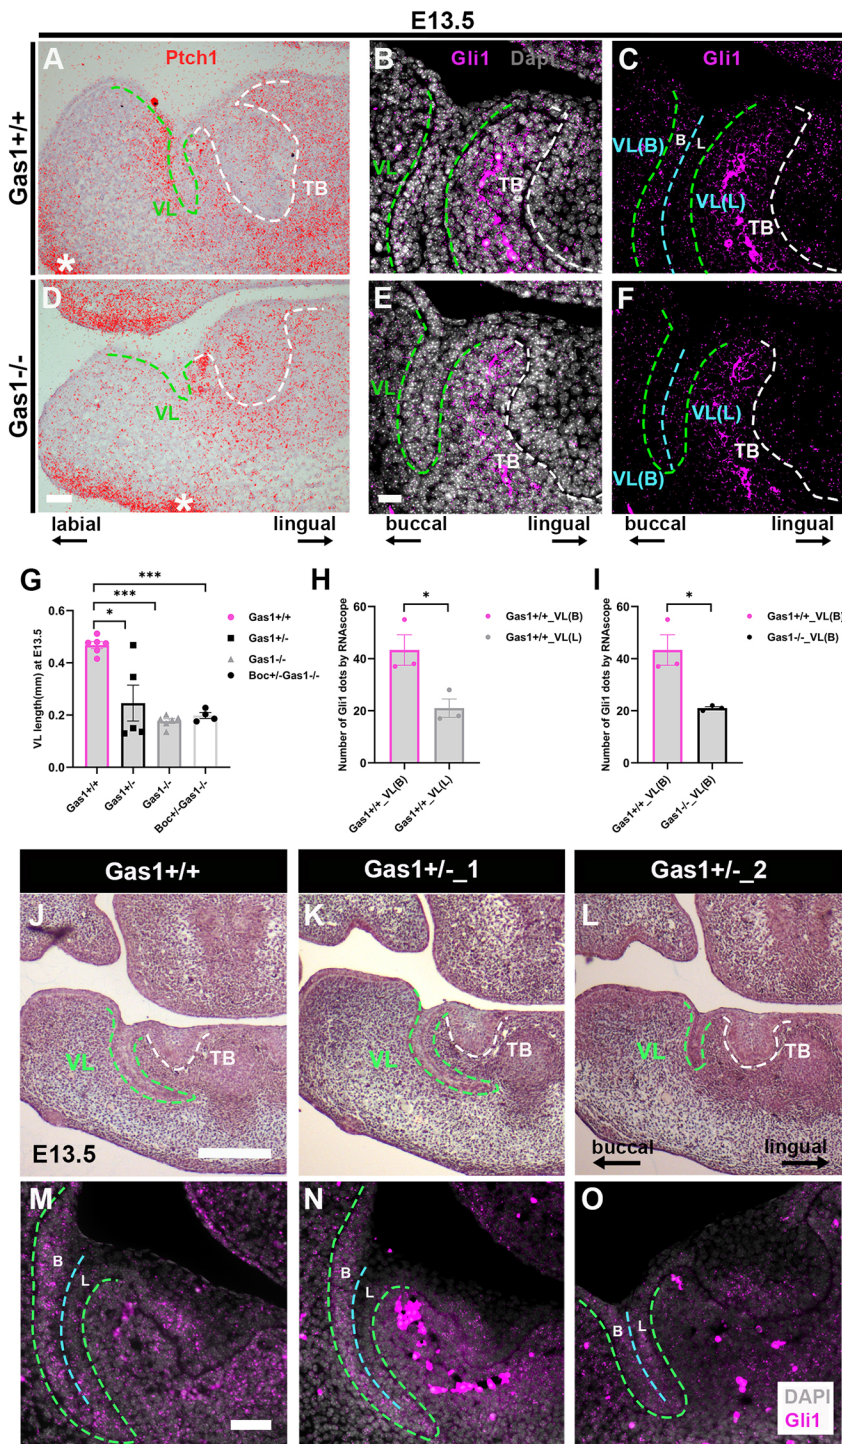 E13.5
Gas1+/+
A
Ptch1
VL
TB
*
B
Gli1 Dapi
VL
TB
C
Gli1
VL(B)
B
L
VL(L)
TB
Gas1-/-
D
VL
TB
*
E
VL
TB
F
VL(L)
TB
VL(B)
labial
lingual
buccal
lingual
buccal
lingual
G
VL length(mm) at E13.5
0.6
0.4
0.2
0.0
***
***
*
Gas1+/+
Gas1+/-
Gas1-/-
Boc+/-Gas1-/-
Gas1+/+
Gas1+/-
Gas1-/-
Boc+/-Gas1-/-
H
Number of Gli1 dots by RNAscope
60
40
20
0
*
Gas1+/+_VL(B)
Gas1+/+_VL(L)
Gas1+/+_VL(B)
Gas1+/+_VL(L)
I
Number of Gli1 dots by RNAscope
60
40
20
0
*
Gas1+/+_VL(B)
Gas1-/-_VL(B)
Gas1+/+_VL(B)
Gas1-/-_VL(B)
Gas1+/+
Gas1+/-_1
Gas1+/-_2
J
VL
TB
E13.5
K
VL
TB
L
VL
TB
buccal
lingual
M
B
L
N
B
L
O
B
L
DAPI
Gli1